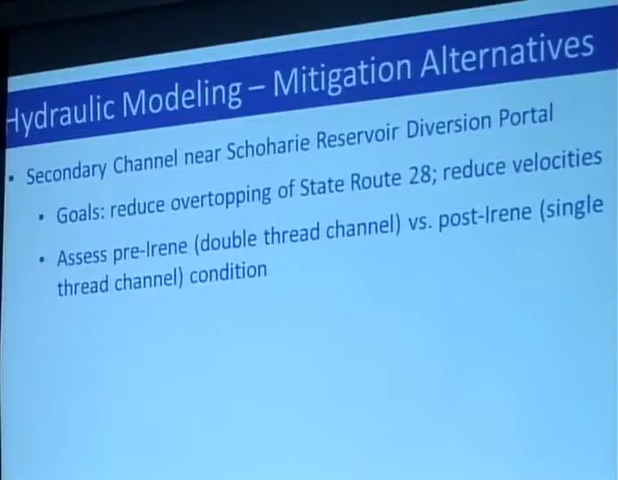 Hydraulic Modeling – Mitigation Alternatives
• Secondary Channel near Schoharie Reservoir Diversion Portal
• Goals: reduce overtopping of State Route 28; reduce velocities
• Assess pre-Irene (double thread channel) vs. post-Irene (single
thread channel) condition